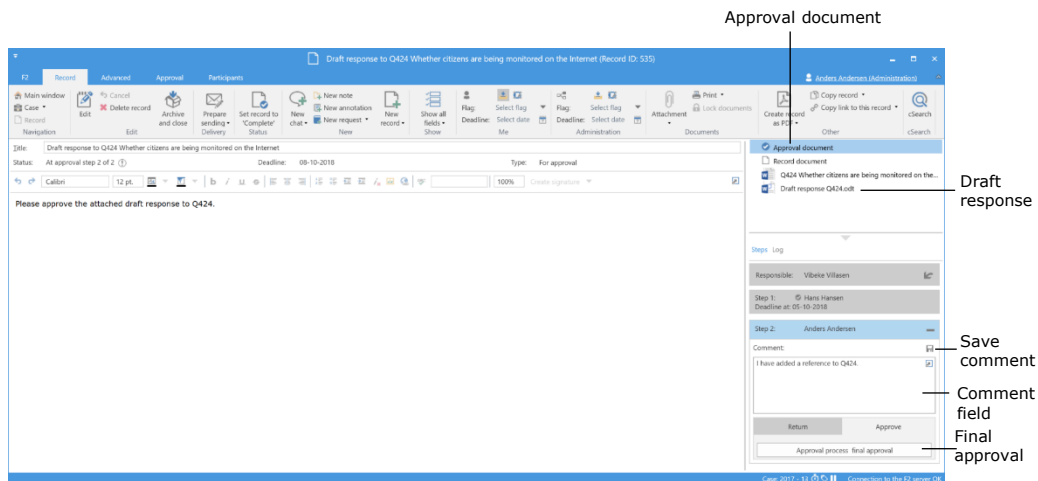 Approval document
Draft response to Q424 Whether citizens are being monitored on the Internet (Record ID: 535)
F2 Record Advanced Approval Participants Anders Andersen (Administration)
Main window
Case
Record
Navigation
Edit
Cancel
Delete record
Archive and close
Edit
Prepare sending
Delivery
Set record to 'Complete'
Status
New chat
New note
New annotation
New request
New record
New
Show all fields
Show
Flag: Select flag
Deadline: Select date
Me
Flag: Select flag
Deadline: Select date
Administration
Attachment
Print
Lock documents
Documents
Create record as PDF
Copy record
Copy link to this record
Other
cSearch
cSearch
Title: Draft response to Q424 Whether citizens are being monitored on the Internet
Status: At approval step 2 of 2 Deadline: 08-10-2018 Type: For approval
Calibri 12 pt. b / u 100% Create signature
Please approve the attached draft response to Q424.
Approval document
Record document
Q424 Whether citizens are being monitored on the...
Draft response Q424.odt
Draft
response
Steps Log
Responsible: Vibeke Villasen
Step 1: Hans Hansen
Deadline at: 05-10-2018
Step 2: Anders Andersen
Comment:
Save
comment
I have added a reference to Q424.
Comment
field
Return Approve
Final
approval
Approval process final approval
Case: 2017 - 13 Connection to the F2 server OK